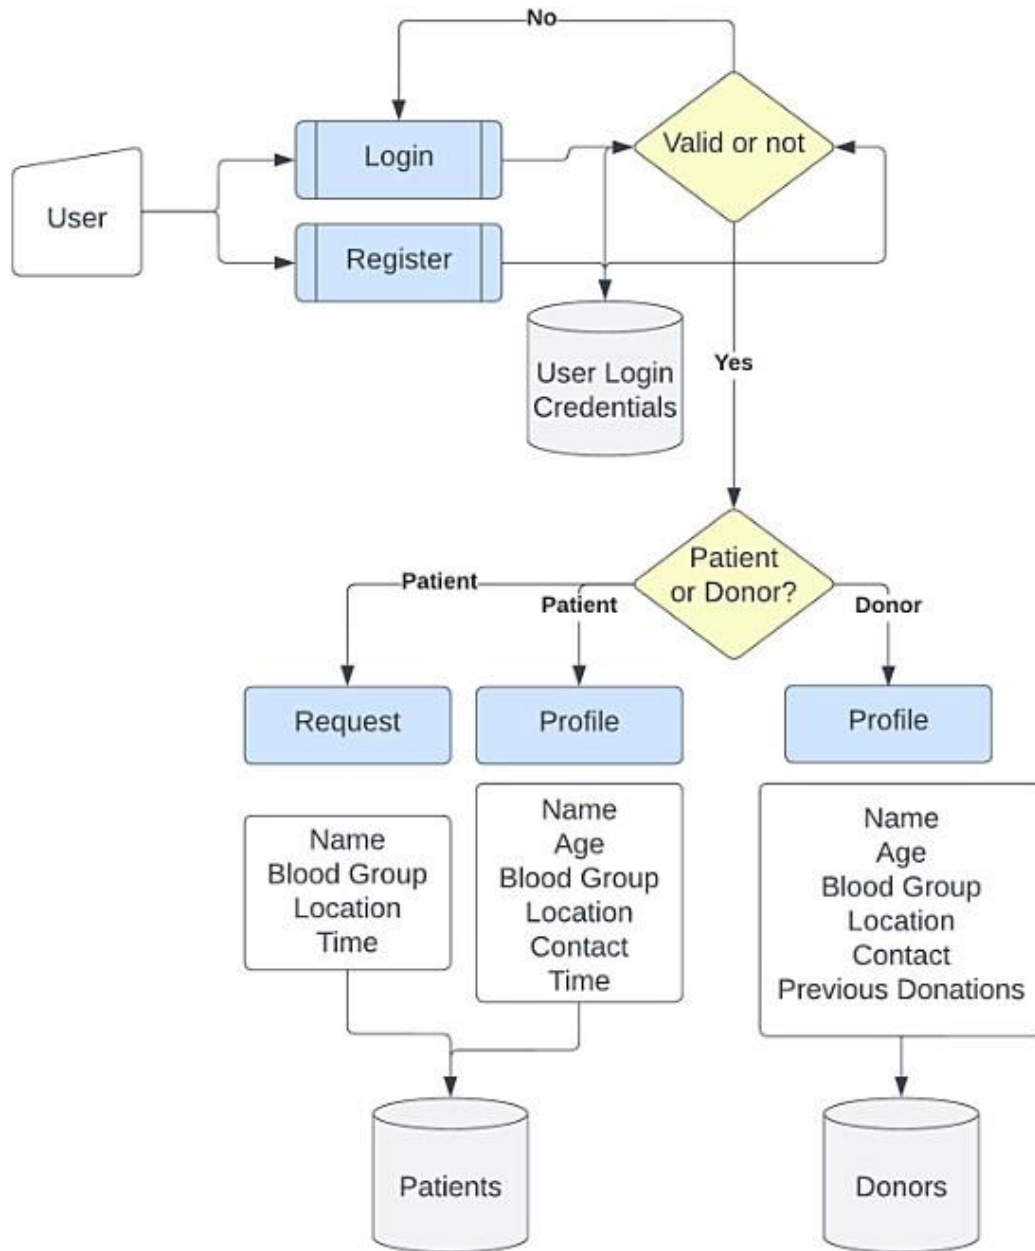 No
Valid or not
Login
User
Register
User Login
Credentials
Yes
Patient
or Donor?
Patient
Patient
Donor
Request
Profile
Profile
Name
Blood Group
Location
Time
Name
Age
Blood Group
Location
Contact
Time
Name
Age
Blood Group
Location
Contact
Previous Donations
Patients
Donors